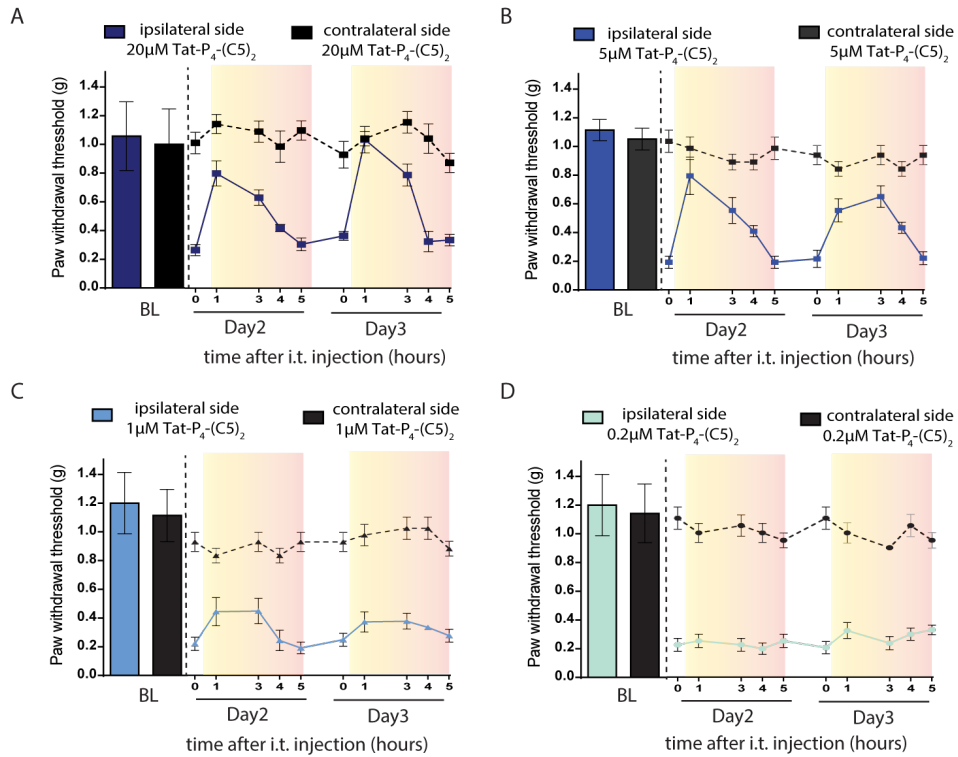 A
ipsilateral side
20μM Tat-P₄-(C5)₂
contralateral side
20μM Tat-P₄-(C5)₂
Paw withdrawal thresshold (g)
1.4
1.2
1.0
0.8
0.6
0.4
0.2
0.0
BL
0 1 3 4 5 0 1 3 4 5
Day2 Day3
time after i.t. injection (hours)
B
ipsilateral side
5μM Tat-P₄-(C5)₂
contralateral side
5μM Tat-P₄-(C5)₂
Paw withdrawal thresshold (g)
1.4
1.2
1.0
0.8
0.6
0.4
0.2
0.0
BL
0 1 3 4 5 0 1 3 4 5
Day2 Day3
time after i.t. injection (hours)
C
ipsilateral side
1μM Tat-P₄-(C5)₂
contralateral side
1μM Tat-P₄-(C5)₂
Paw withdrawal thresshold (g)
1.4
1.2
1.0
0.8
0.6
0.4
0.2
0.0
BL
0 1 3 4 5 0 1 3 4 5
Day2 Day3
time after i.t. injection (hours)
D
ipsilateral side
0.2μM Tat-P₄-(C5)₂
contralateral side
0.2μM Tat-P₄-(C5)₂
Paw withdrawal thresshold (g)
1.4
1.2
1.0
0.8
0.6
0.4
0.2
0.0
BL
0 1 3 4 5 0 1 3 4 5
Day2 Day3
time after i.t. injection (hours)